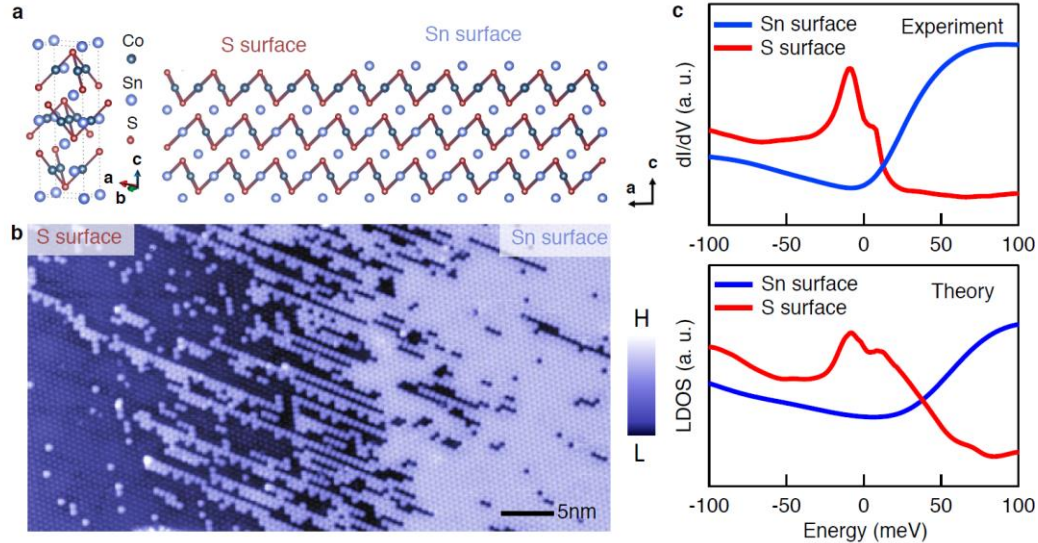 a
Co
Sn
S
c
a
b
S surface
Sn surface
c
a
b
S surface
Sn surface
5nm
H
L
c
Sn surface
S surface
Experiment
dI/dV (a. u.)
-100
-50
0
50
100
Sn surface
S surface
Theory
LDOS (a. u.)
-100
-50
0
50
100
Energy (meV)